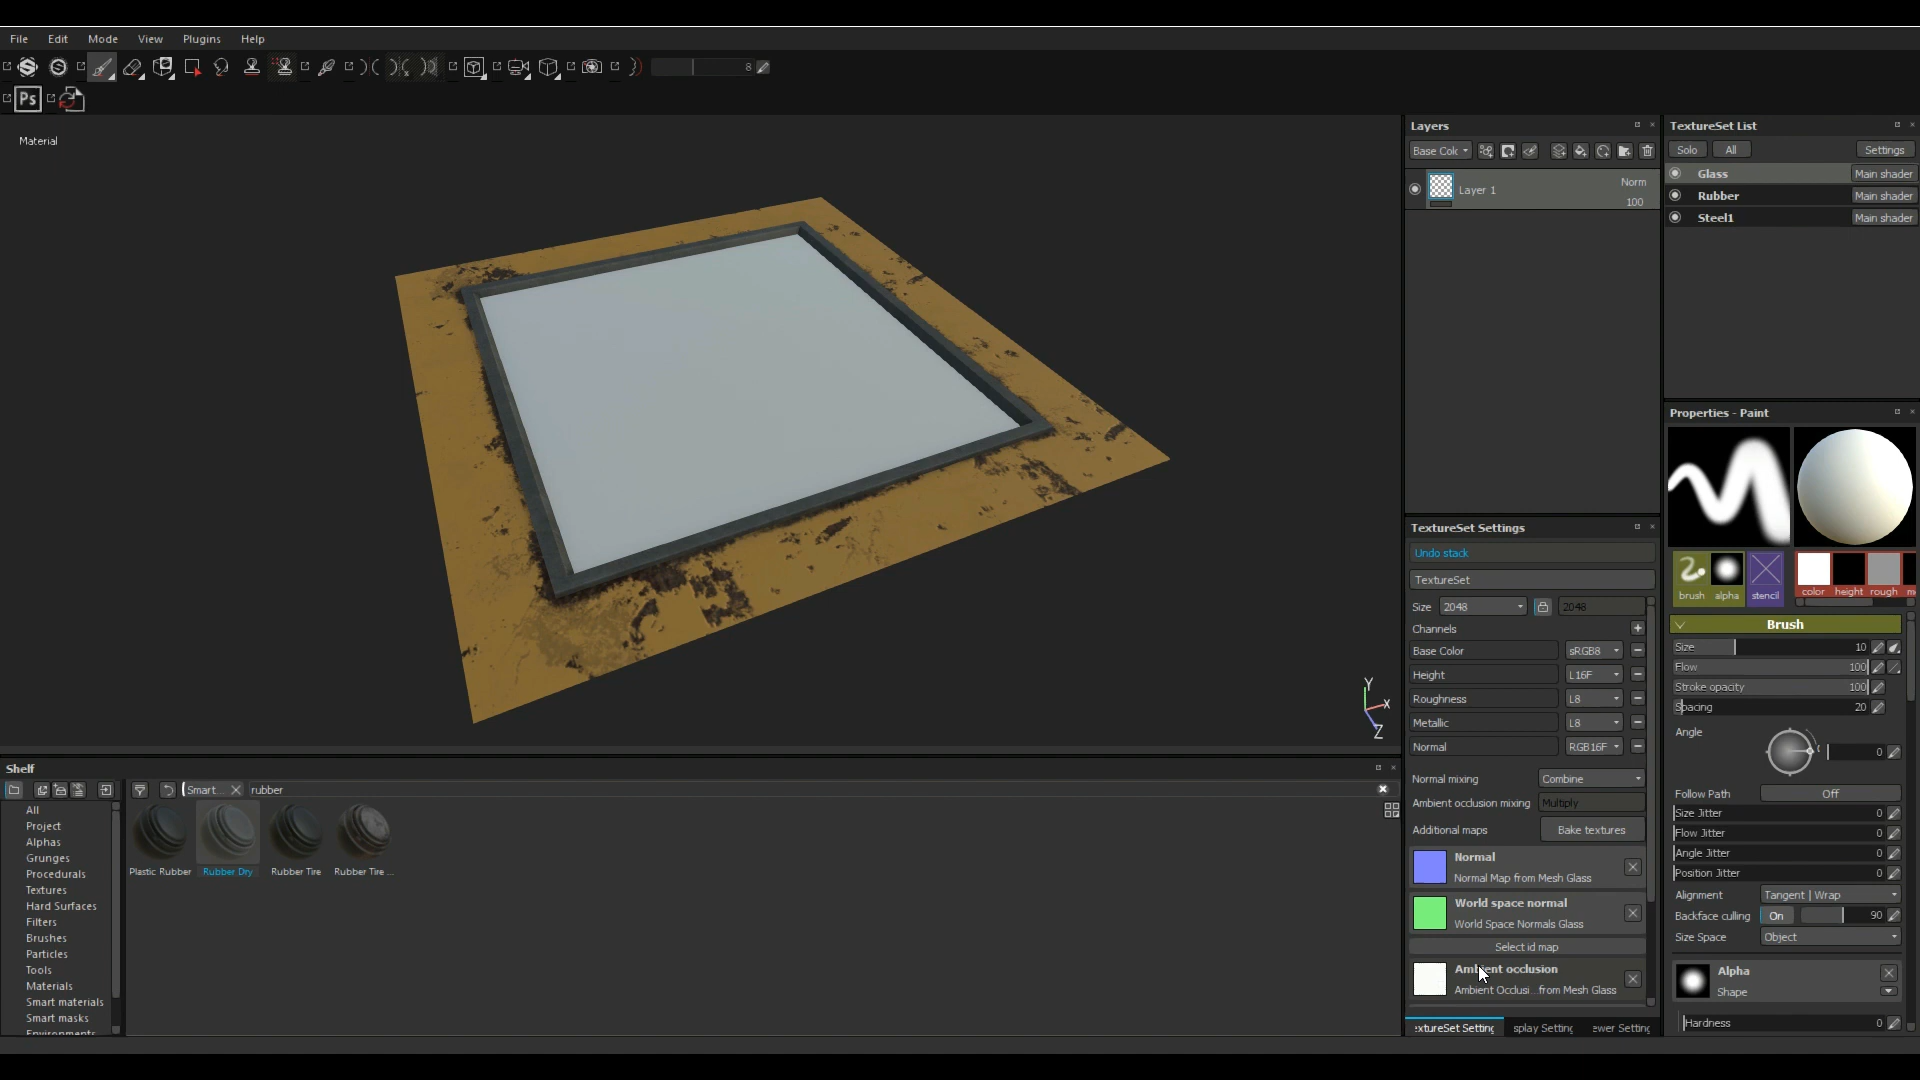 File Edit Mode View Plugins Help
8
Ps
Material
Layers
Base Col
Layer 1
Norm
100
TextureSet List
Solo
All
Settings
Glass
Main shader
Rubber
Main shader
Steel1
Main shader
Properties - Paint
brush
alpha
stencil
color
height
rough
m
Brush
Size 10
Flow 100
Stroke opacity 100
Spacing 20
Angle
0
Follow Path Off
Size Jitter 0
Flow Jitter 0
Angle Jitter 0
Position Jitter 0
Alignment Tangent | Wrap
Backface culling On 90
Size Space Object
Alpha
Shape
Hardness 0
TextureSet Settings
Undo stack
TextureSet
Size 2048 2048
Channels
Base Color sRGB8
Height L16F
Roughness L8
Metallic L8
Normal RGB16F
Normal mixing Combine
Ambient occlusion mixing Multiply
Additional maps Bake textures
Normal
Normal Map from Mesh Glass
World space normal
World Space Normals Glass
Select id map
Ambient occlusion
Ambient Occlusi...from Mesh Glass
extureSet Setting
splay Setting
ewer Setting
Y
X
Z
Shelf
Smart...
rubber
All
Project
Alphas
Grunges
Procedurals
Textures
Hard Surfaces
Filters
Brushes
Particles
Tools
Materials
Smart materials
Smart masks
Environments
Plastic Rubber
Rubber Dry
Rubber Tire
Rubber Tire ...